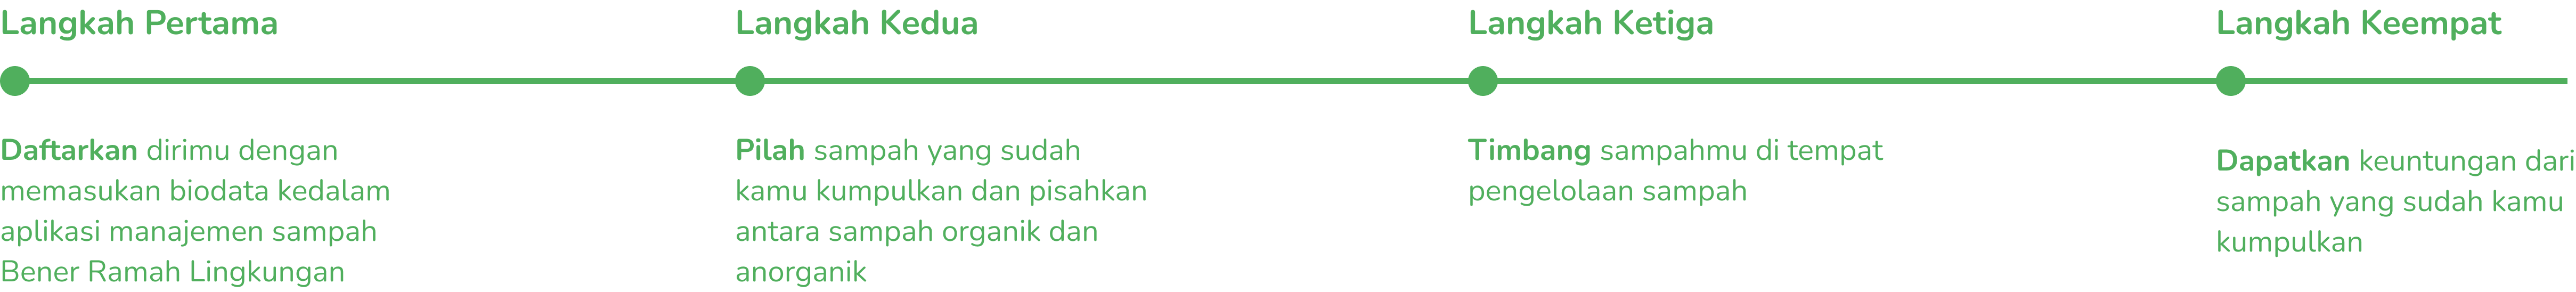 Langkah Pertama
Daftarkan dirimu dengan
memasukan biodata kedalam
aplikasi manajemen sampah
Bener Ramah Lingkungan
Langkah Kedua
Pilah sampah yang sudah
kamu kumpulkan dan pisahkan
antara sampah organik dan
anorganik
Langkah Ketiga
Timbang sampahmu di tempat
pengelolaan sampah
Langkah Keempat
Dapatkan keuntungan dari
sampah yang sudah kamu
kumpulkan